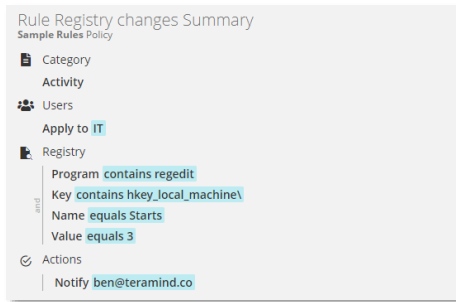 Rule Registry changes Summary
Sample Rules Policy
Category
Activity
Users
Apply to IT
Registry
Program contains regedit
Key contains hkey_local_machine\
and
Name equals Starts
Value equals 3
Actions
Notify ben@teramind.co